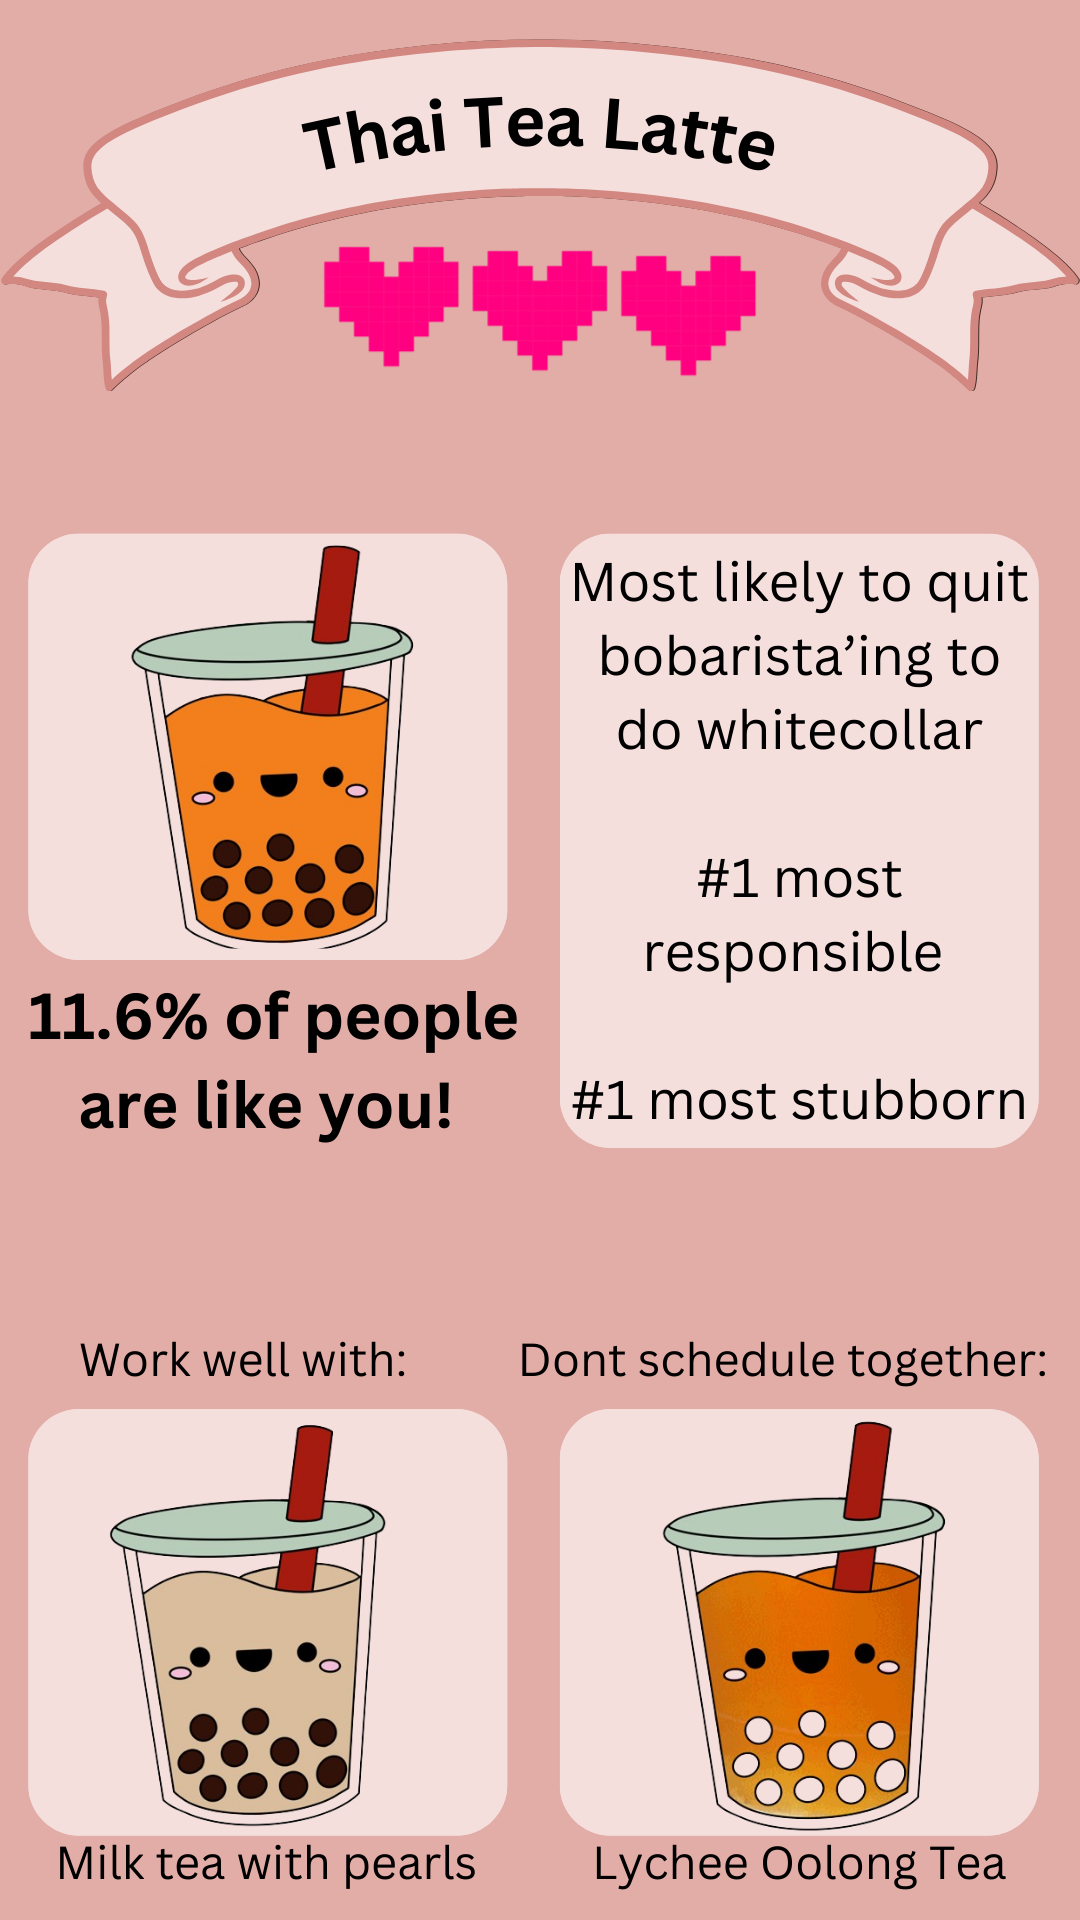 Thai Tea Latte
Most likely to quit
bobarista’ing to
do whitecollar
#1 most
responsible
#1 most stubborn
11.6% of people
are like you!
Work well with:
Dont schedule together:
Milk tea with pearls
Lychee Oolong Tea